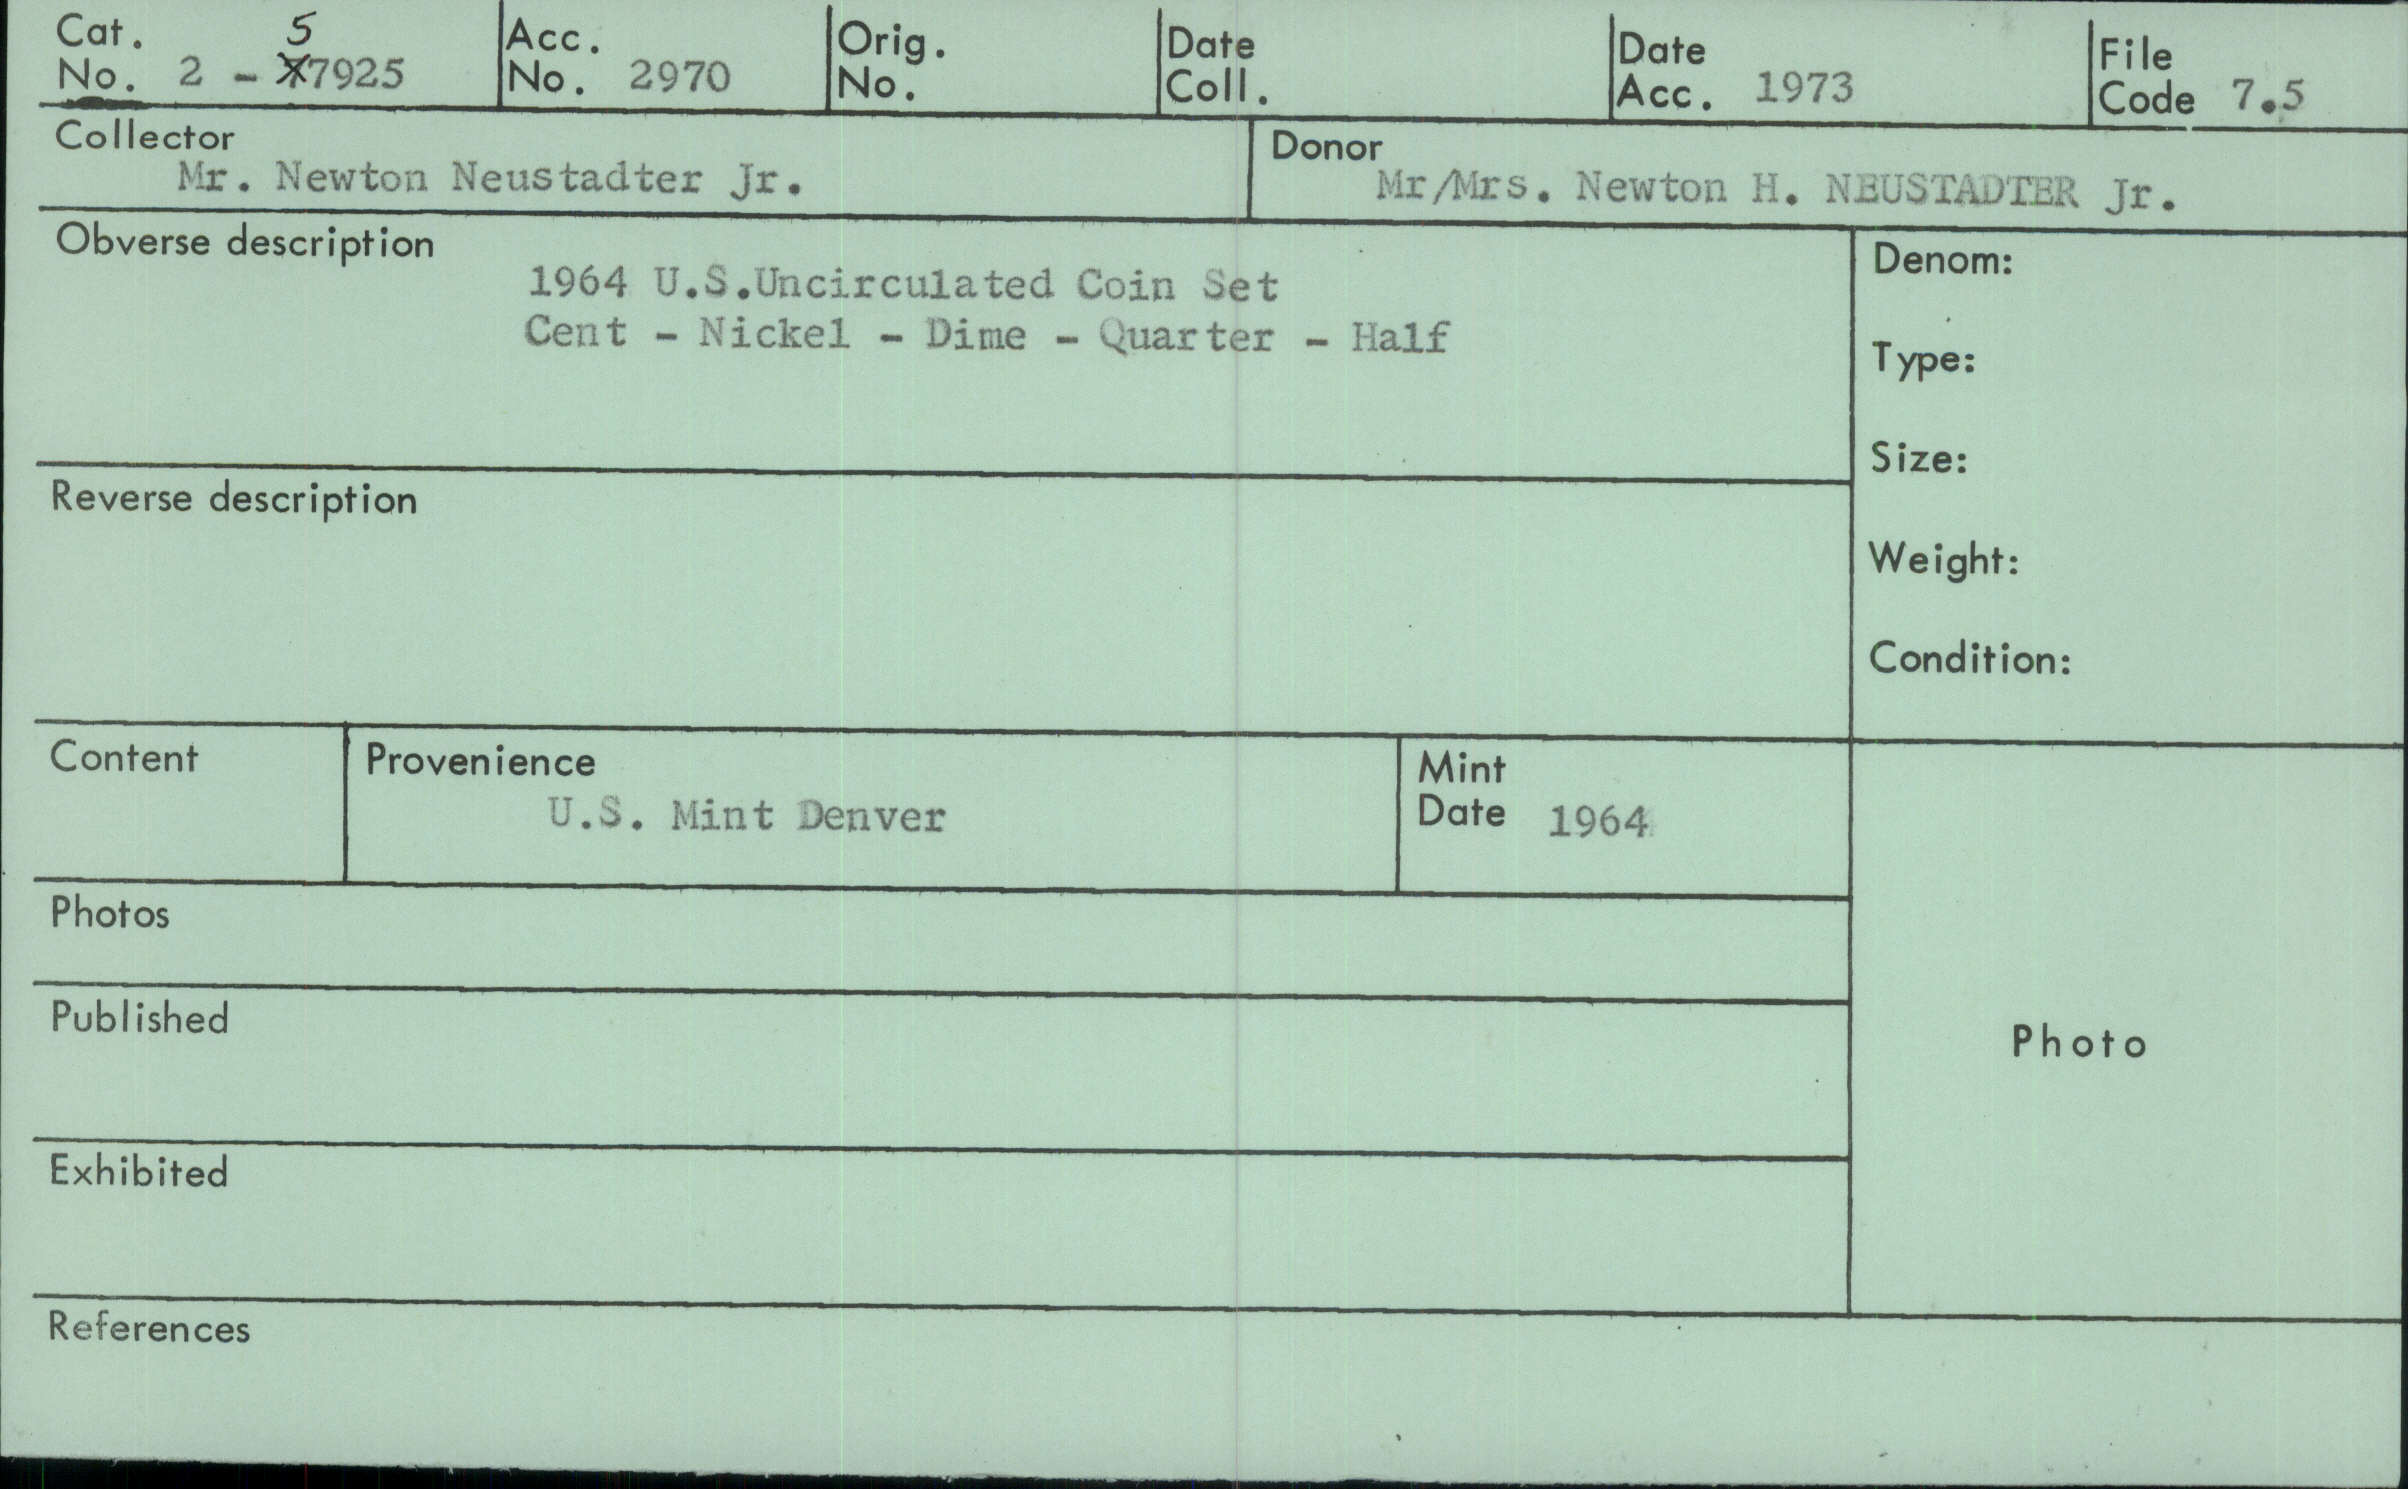 Cat. No. 2 - 57925
Acc. No. 2970
Orig. No.
Date Coll.
Date Acc. 1973
File Code 7.5
Collector
Mr. Newton Neustadter Jr.
Donor
Mr/Mrs. Newton H. NEUSTADTER Jr.
Obverse description
1964 U.S.Uncirculated Coin Set
Cent - Nickel - Dime - Quarter - Half
Denom:
Type:
Size:
Weight:
Condition:
Reverse description
Content
Provenience
U.S. Mint Denver
Mint Date 1964
Photos
Published
Photo
Exhibited
References